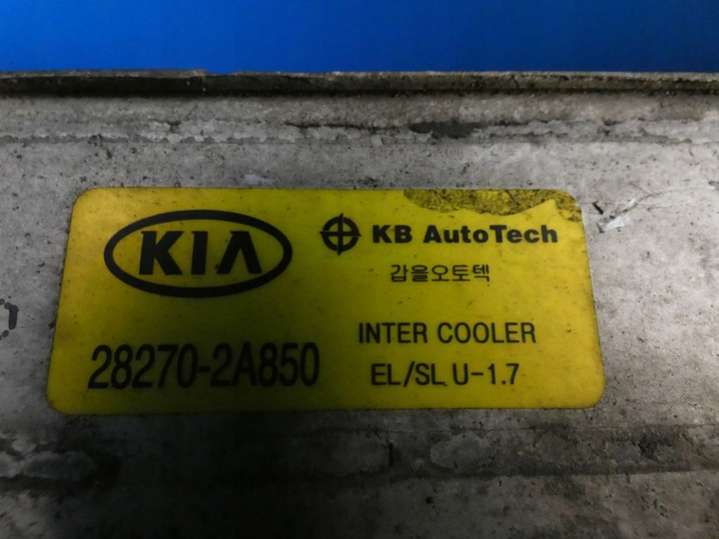 KIA
KB AutoTech
갑을오토텍
28270-2A850
INTER COOLER
EL/SL U-1.7